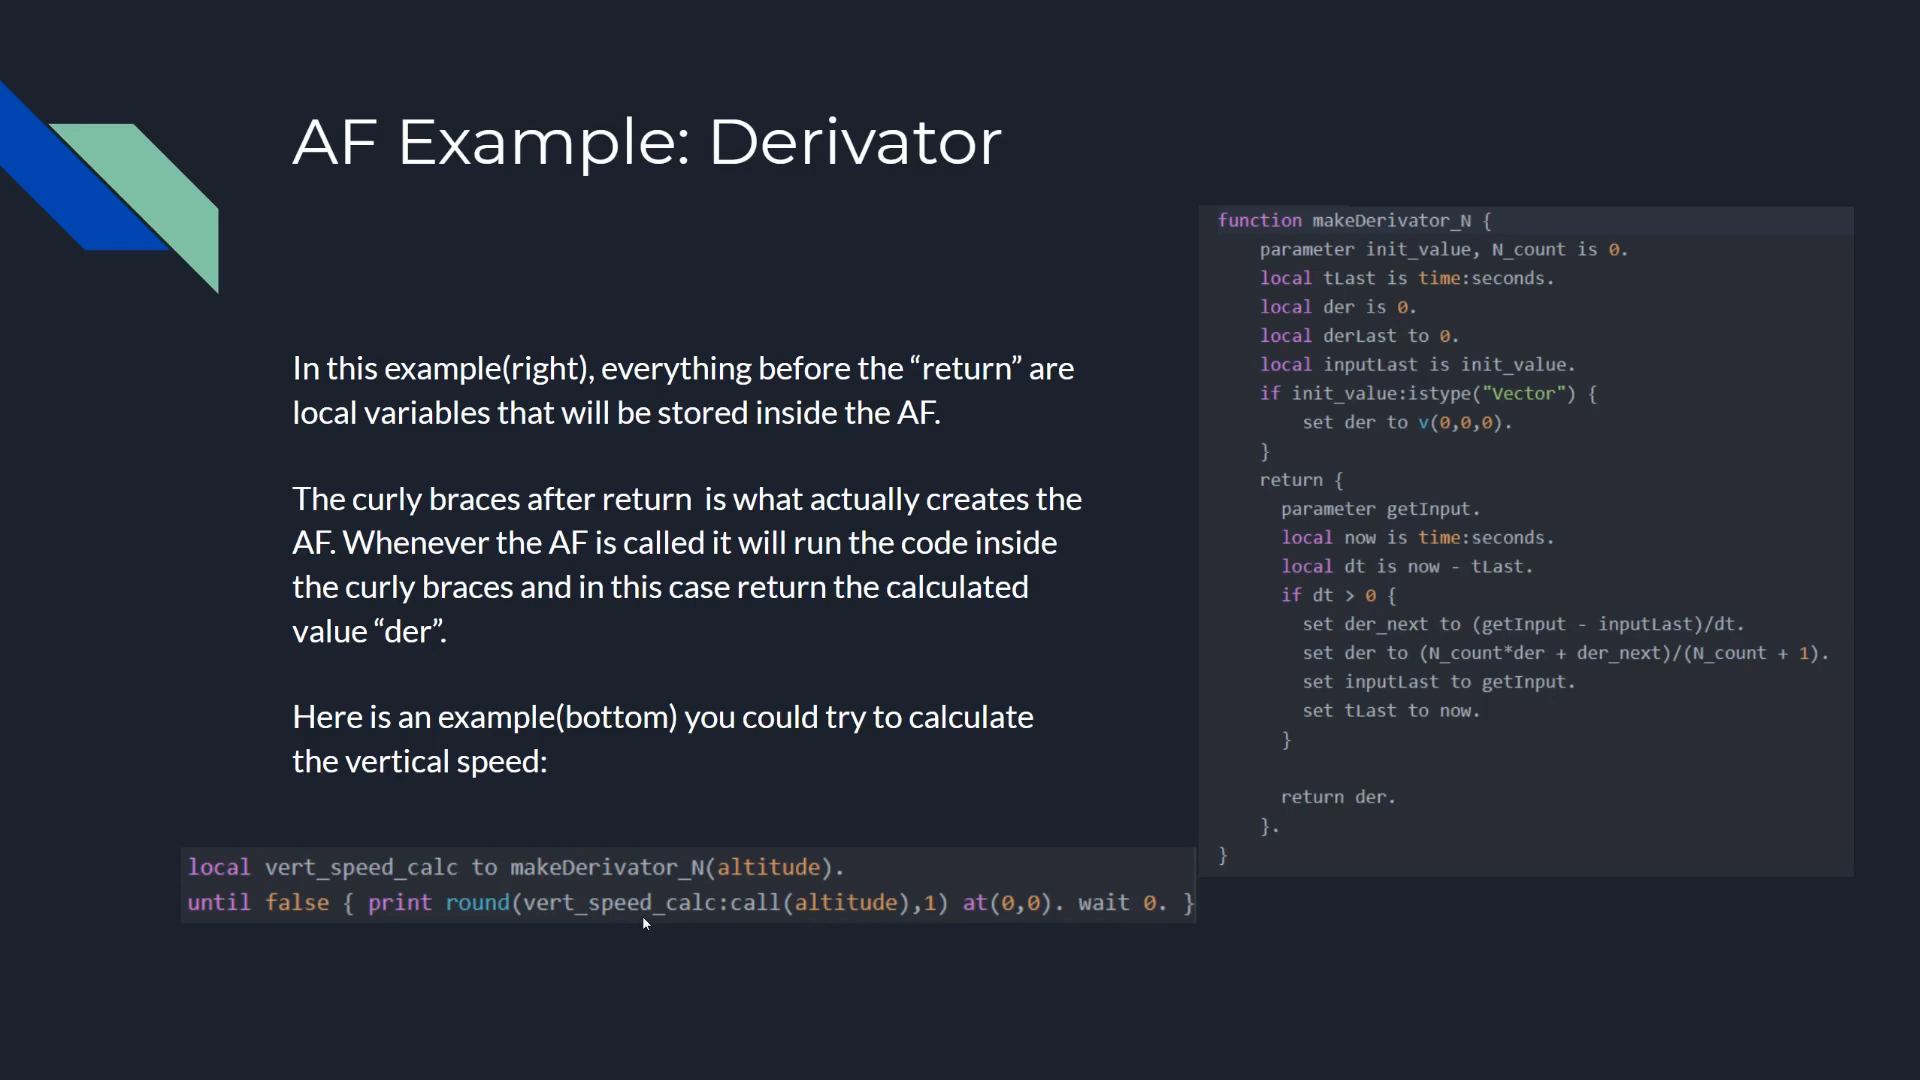 AF Example: Derivator
In this example(right), everything before the “return” are
local variables that will be stored inside the AF.
The curly braces after return  is what actually creates the
AF. Whenever the AF is called it will run the code inside
the curly braces and in this case return the calculated
value “der”.
Here is an example(bottom) you could try to calculate
the vertical speed:
local vert_speed_calc to makeDerivator_N(altitude).
until false { print round(vert_speed_calc:call(altitude),1) at(0,0). wait 0. }
function makeDerivator_N {
    parameter init_value, N_count is 0.
    local tLast is time:seconds.
    local der is 0.
    local derLast to 0.
    local inputLast is init_value.
    if init_value:istype("Vector") {
        set der to v(0,0,0).
    }
    return {
      parameter getInput.
      local now is time:seconds.
      local dt is now - tLast.
      if dt > 0 {
        set der_next to (getInput - inputLast)/dt.
        set der to (N_count*der + der_next)/(N_count + 1).
        set inputLast to getInput.
        set tLast to now.
      }
      return der.
    }.
}